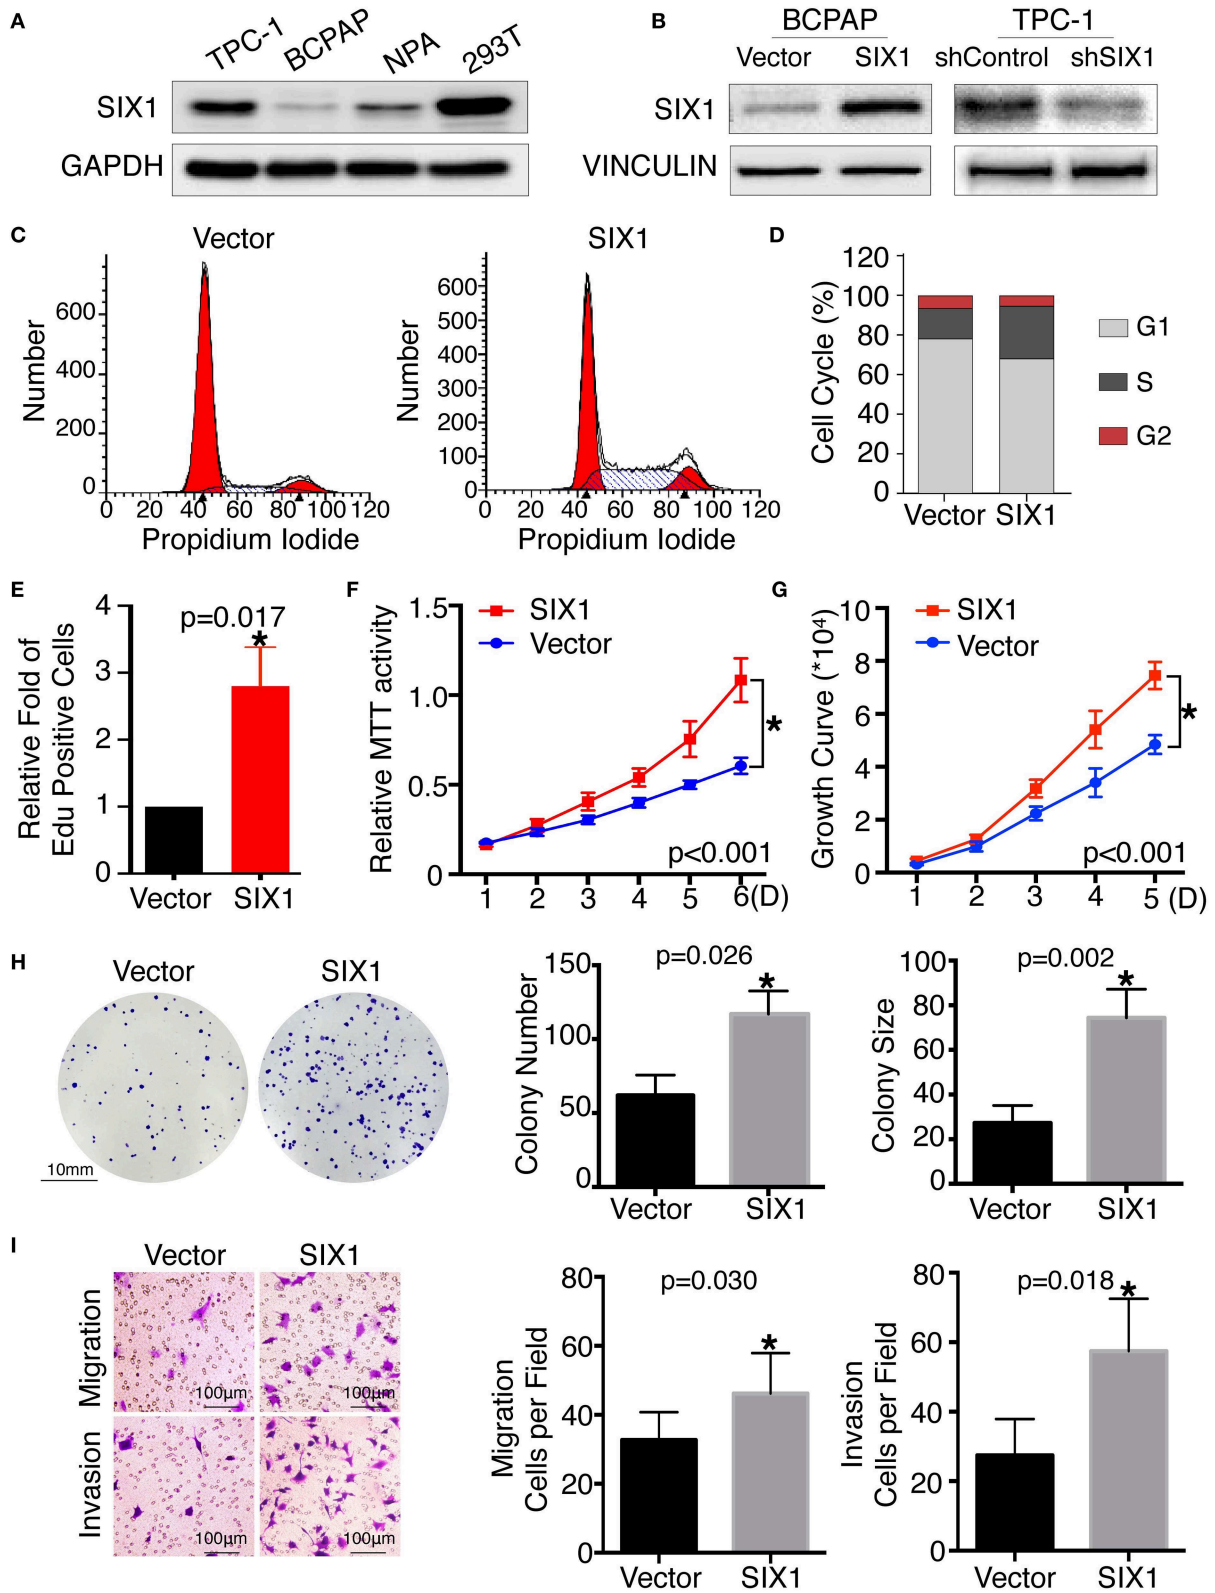 A
TPC-1 BCPAP NPA 293T
SIX1
GAPDH
B
BCPAP TPC-1
Vector SIX1 shControl shSIX1
SIX1
VINCULIN
C
Vector
Number
600
400
200
0
0 20 40 60 80 100 120
Propidium Iodide
SIX1
Number
600
500
400
300
200
100
0
0 20 40 60 80 100 120
Propidium Iodide
D
Cell Cycle (%)
120
100
80
60
40
20
0
Vector SIX1
G1
S
G2
E
Relative Fold of
Edu Positive Cells
4
3
2
1
0
p=0.017
*
Vector SIX1
F
Relative MTT activity
1.5
1.0
0.5
0
SIX1
Vector
*
p<0.001
1 2 3 4 5 6(D)
G
Growth Curve (*10⁴)
10
8
6
4
2
0
SIX1
Vector
*
p<0.001
1 2 3 4 5 (D)
H
Vector SIX1
10mm
Colony Number
150
100
50
0
p=0.026
*
Vector SIX1
Colony Size
100
80
60
40
20
0
p=0.002
*
Vector SIX1
I
Vector SIX1
Migration
100μm 100μm
Invasion
100μm 100μm
Migration
Cells per Field
80
60
40
20
0
p=0.030
*
Vector SIX1
Invasion
Cells per Field
80
60
40
20
0
p=0.018
*
Vector SIX1